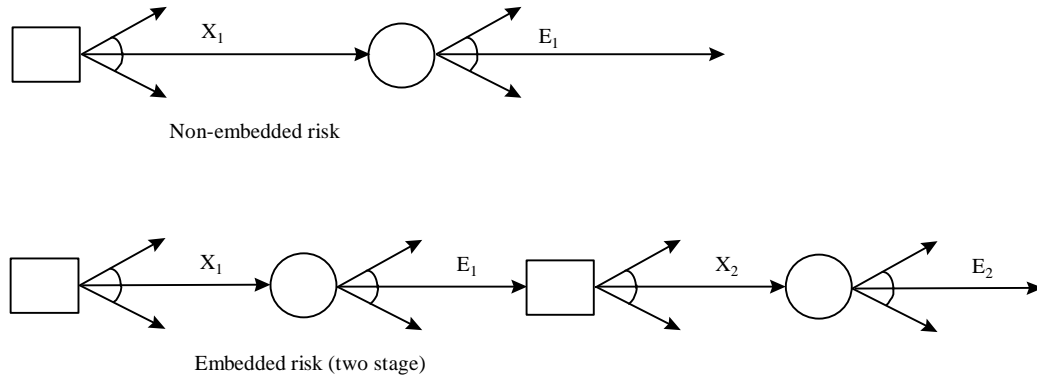 X1
E1
Non-embedded risk
X1
E1
X2
E2
Embedded risk (two stage)